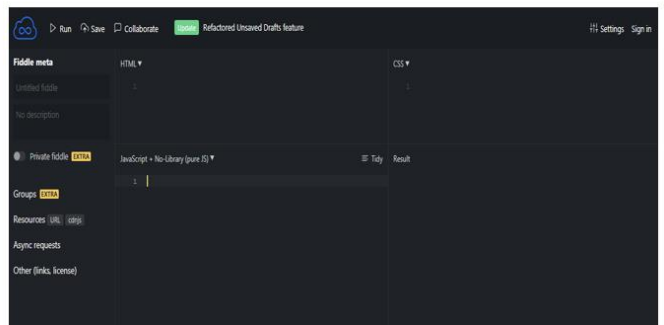 Run Save Collaborate Update Refactored Unsaved Drafts feature Settings Sign in
Fiddle meta
Untitled fiddle
No description
Private fiddle EXTRA
Groups EXTRA
Resources URL cdnjs
Async requests
Other (links, license)
HTML ▼
1
CSS ▼
1
JavaScript + No-Library (pure JS) ▼ Tidy
1
Result